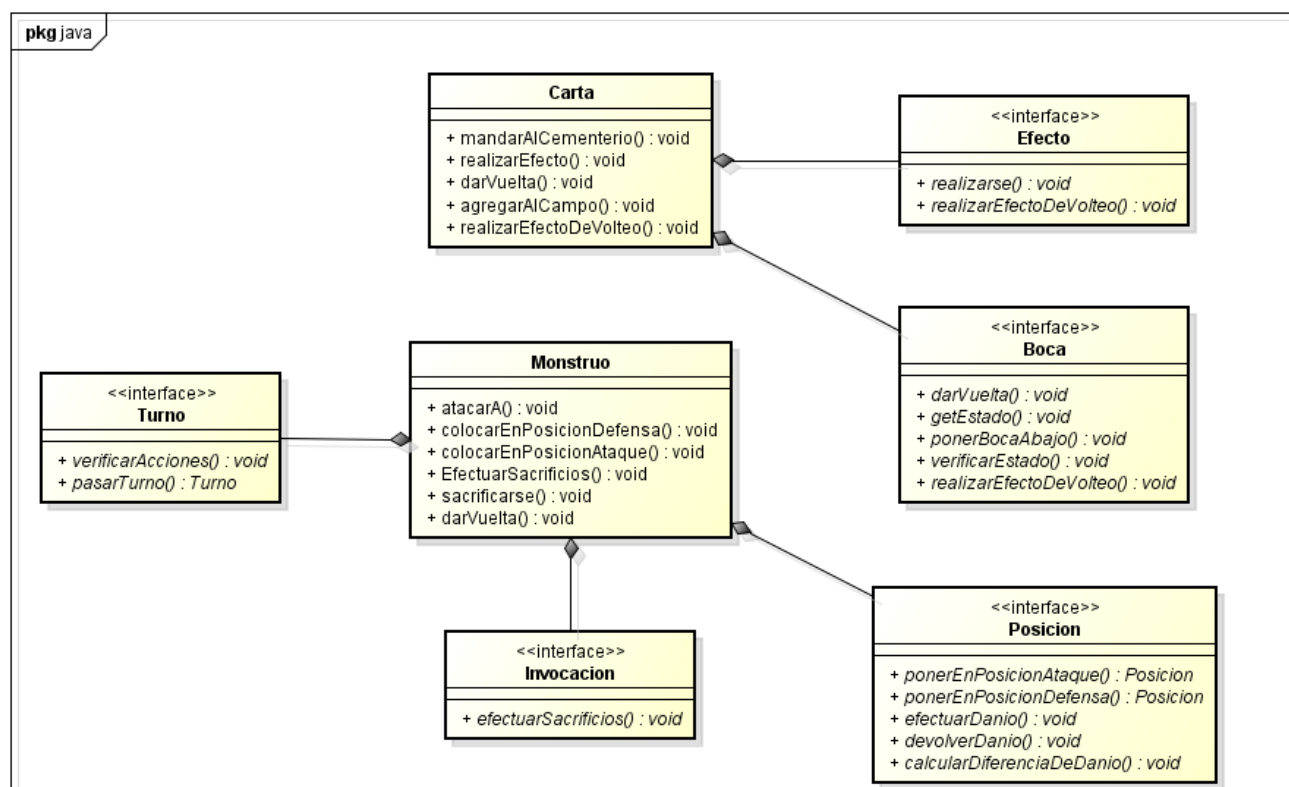 pkg java
Carta
+ mandarAlCementerio() : void
+ realizarEfecto() : void
+ darVuelta() : void
+ agregarAlCampo() : void
+ realizarEfectoDeVolteo() : void
<<interface>>
Efecto
+ realizarse() : void
+ realizarEfectoDeVolteo() : void
<<interface>>
Boca
+ darVuelta() : void
+ getEstado() : void
+ ponerBocaAbajo() : void
+ verificarEstado() : void
+ realizarEfectoDeVolteo() : void
Monstruo
+ atacarA() : void
+ colocarEnPosicionDefensa() : void
+ colocarEnPosicionAtaque() : void
+ EfectuarSacrificios() : void
+ sacrificarse() : void
+ darVuelta() : void
<<interface>>
Turno
+ verificarAcciones() : void
+ pasarTurno() : Turno
<<interface>>
Invocacion
+ efectuarSacrificios() : void
<<interface>>
Posicion
+ ponerEnPosicionAtaque() : Posicion
+ ponerEnPosicionDefensa() : Posicion
+ efectuarDanio() : void
+ devolverDanio() : void
+ calcularDiferenciaDeDanio() : void